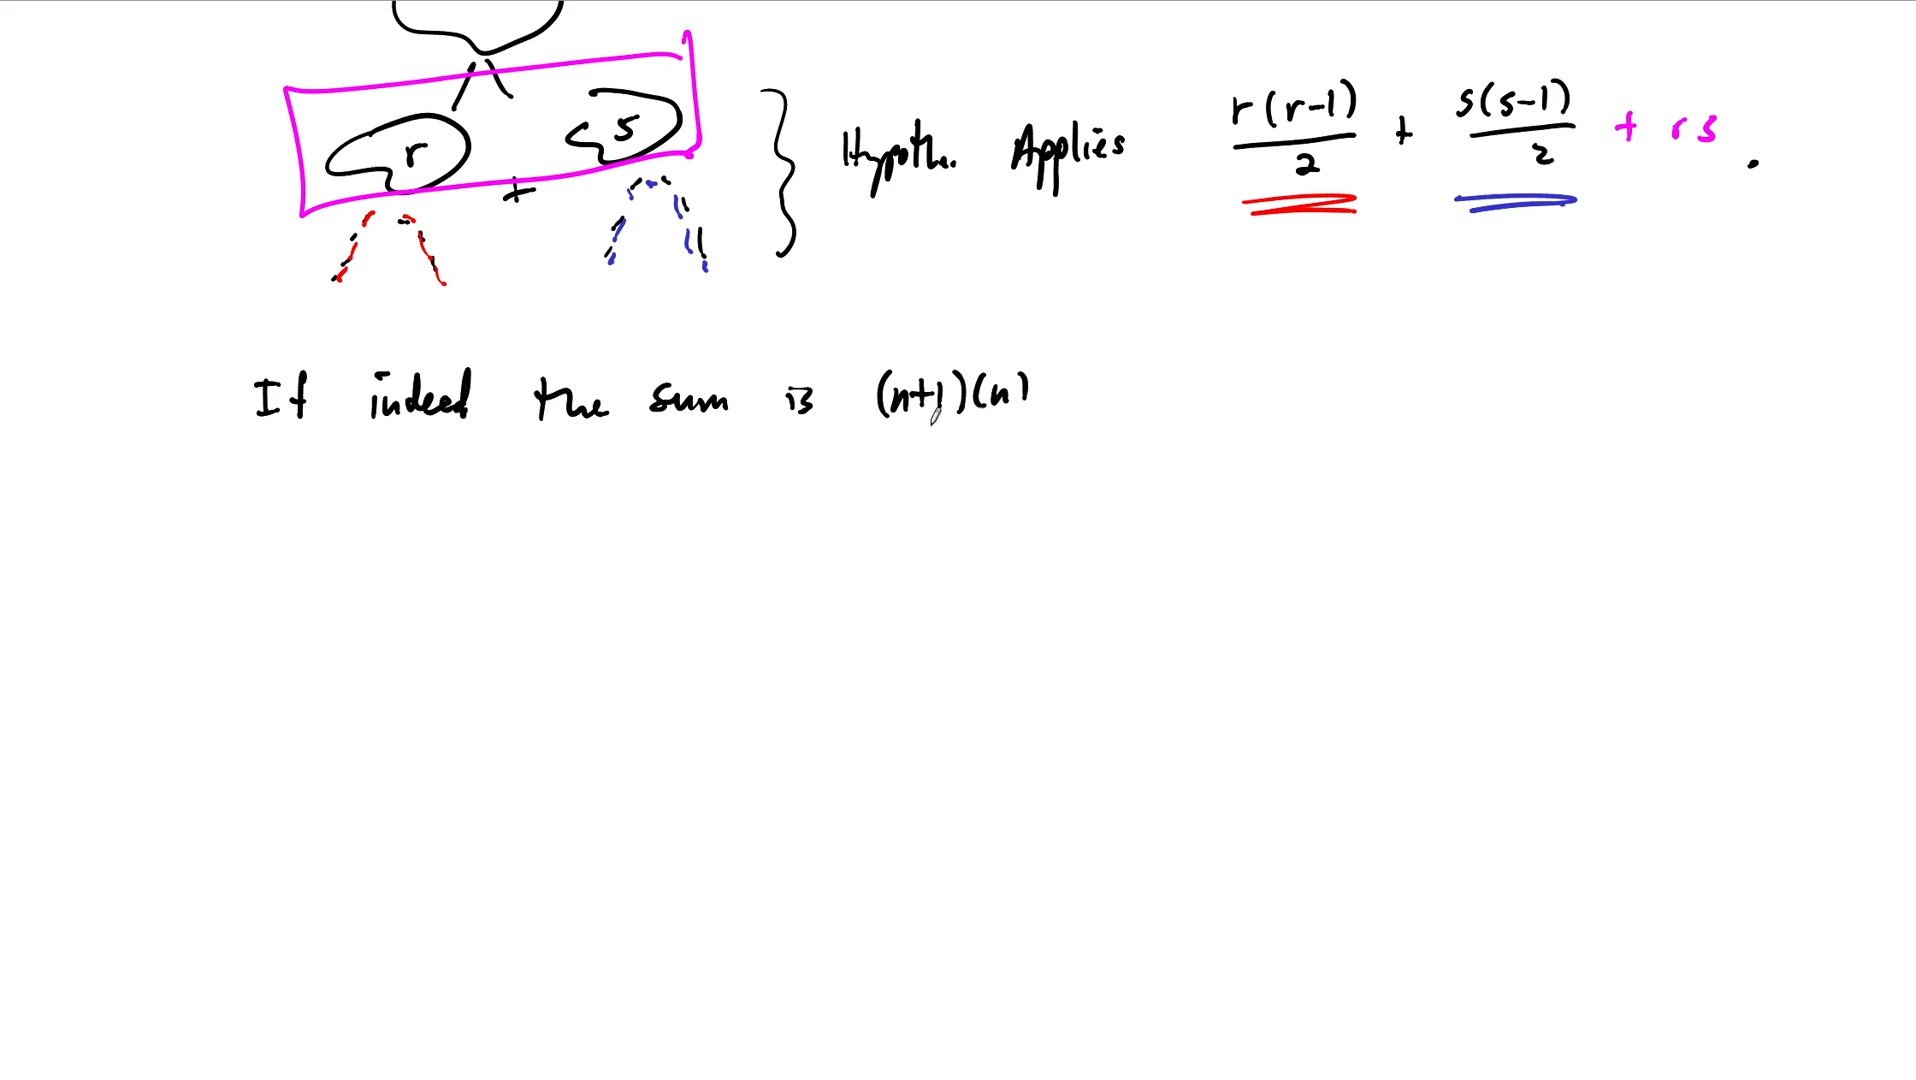 r + s
Hypoth. Applies r(r-1)/2 + s(s-1)/2 + rs.
If indeed the sum is (n+1)(n)